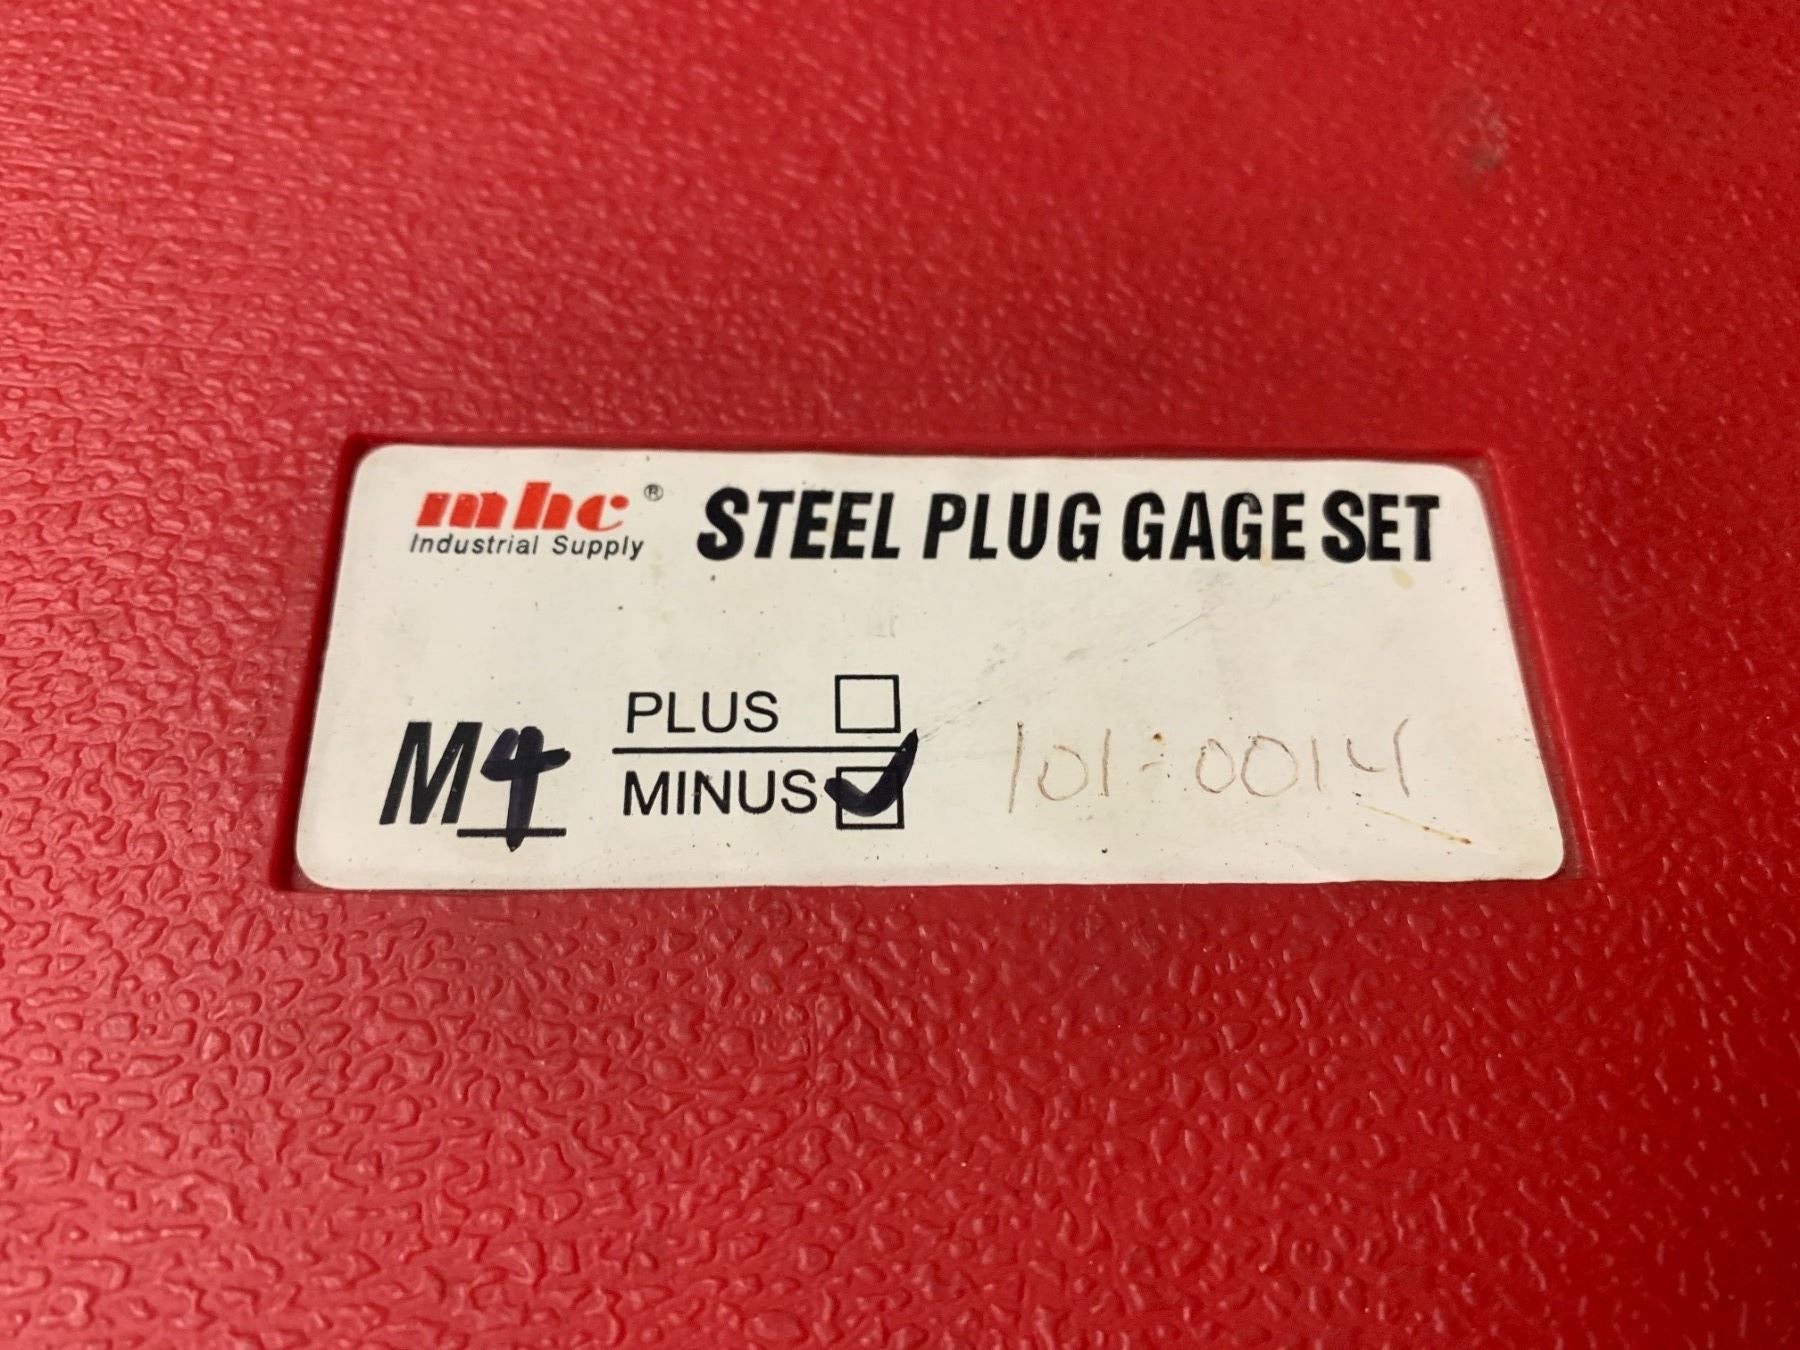 mhc ® STEEL PLUG GAGE SET
Industrial Supply
PLUS
M4 MINUS 101-0014